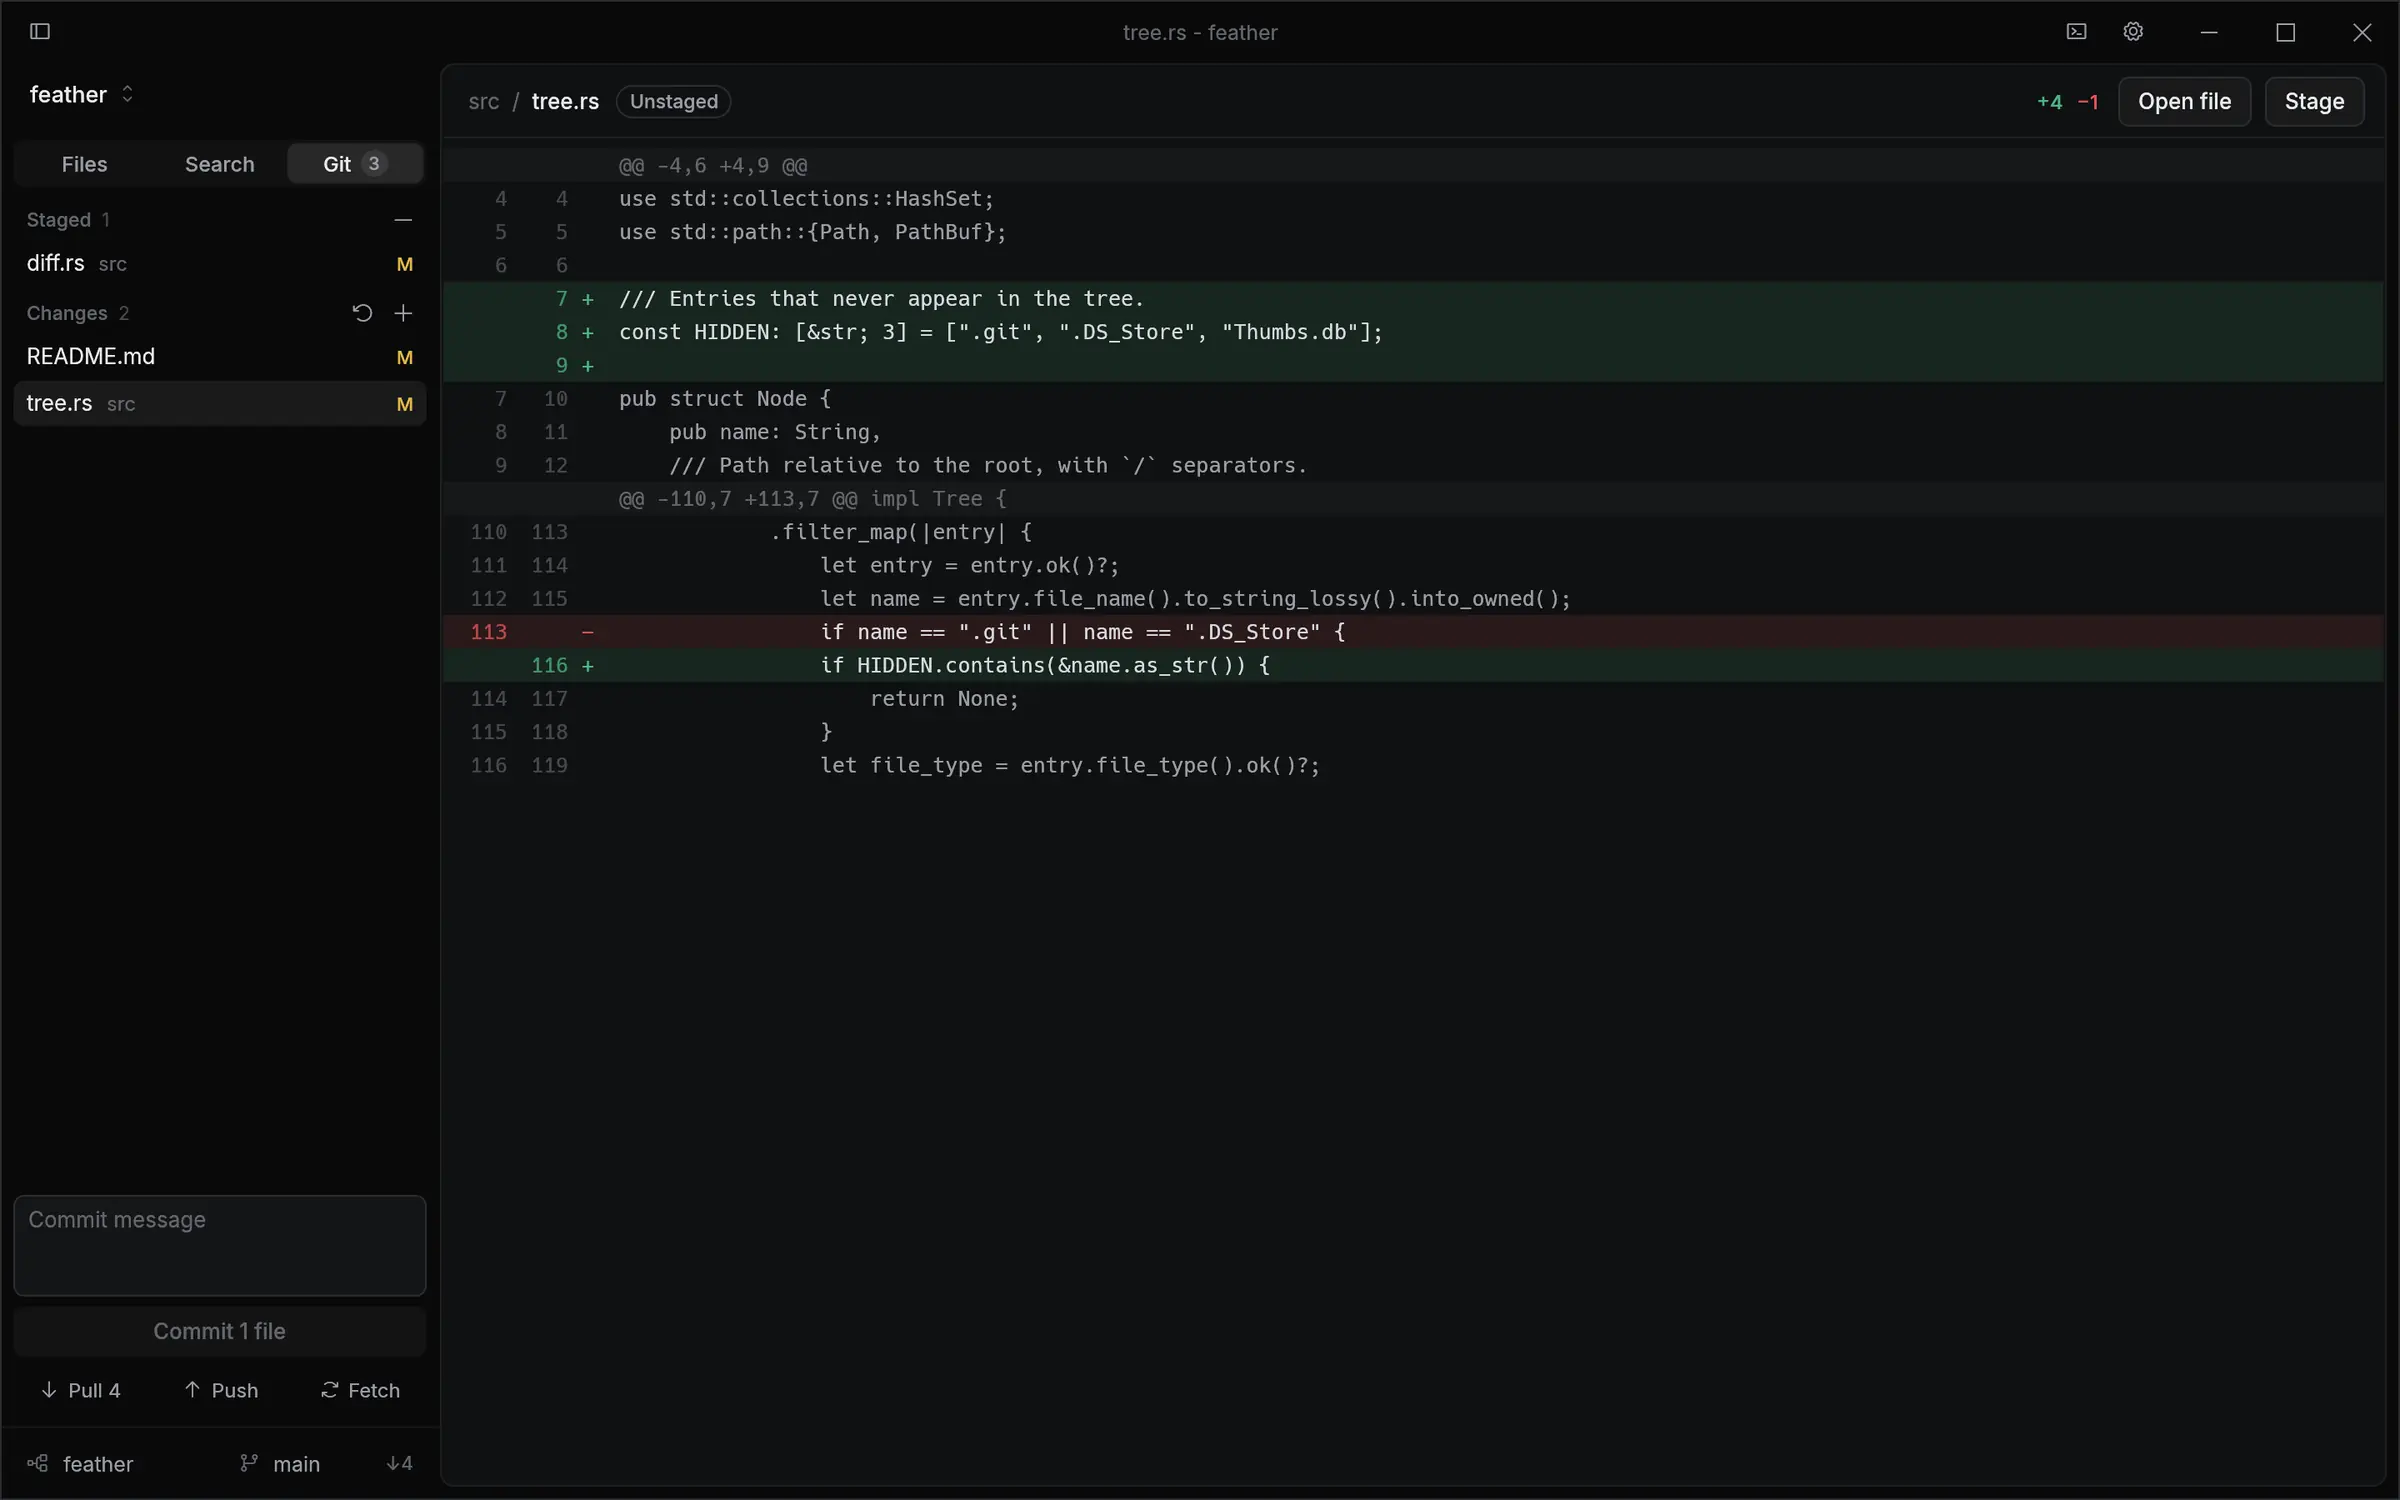 tree.rs - feather
feather
Files Search Git 3
Staged 1
diff.rs src M
Changes 2
README.md M
tree.rs src M
Commit message
Commit 1 file
Pull 4 Push Fetch
feather main ↓4
src / tree.rs Unstaged +4 −1 Open file Stage
@@ -4,6 +4,9 @@
4 4 use std::collections::HashSet;
5 5 use std::path::{Path, PathBuf};
6 6
7 + /// Entries that never appear in the tree.
8 + const HIDDEN: [&str; 3] = [".git", ".DS_Store", "Thumbs.db"];
9 +
7 10 pub struct Node {
8 11     pub name: String,
9 12     /// Path relative to the root, with `/` separators.
@@ -110,7 +113,7 @@ impl Tree {
110 113             .filter_map(|entry| {
111 114                 let entry = entry.ok()?;
112 115                 let name = entry.file_name().to_string_lossy().into_owned();
113 −                 if name == ".git" || name == ".DS_Store" {
116 +                 if HIDDEN.contains(&name.as_str()) {
114 117                     return None;
115 118                 }
116 119                 let file_type = entry.file_type().ok()?;